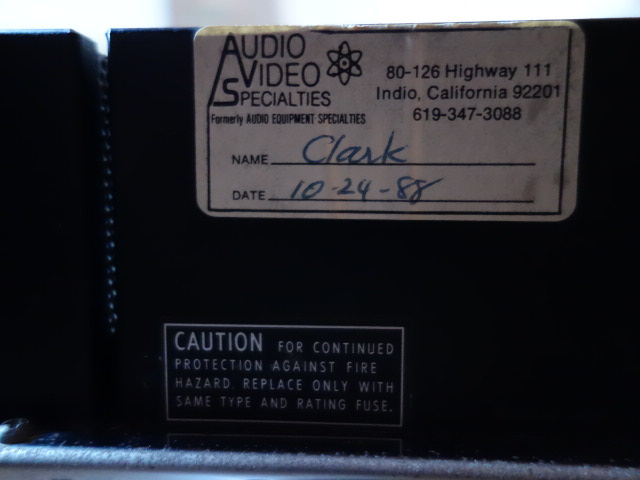 AUDIO
VIDEO
SPECIALTIES
Formerly AUDIO EQUIPMENT SPECIALTIES
80-126 Highway 111
Indio, California 92201
619-347-3088
NAME Clark
DATE 10-24-88
CAUTION FOR CONTINUED
PROTECTION AGAINST FIRE
HAZARD. REPLACE ONLY WITH
SAME TYPE AND RATING FUSE.